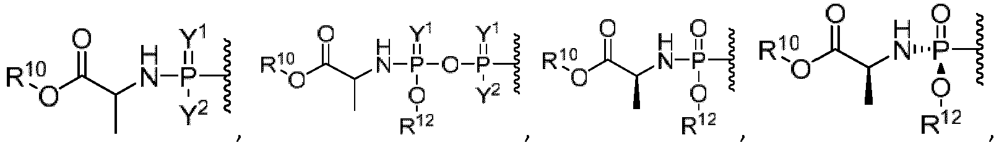 O H Y¹
R¹⁰ N P
O Y² ,
O H Y¹ Y¹
R¹⁰ O N P O P
O Y²
R¹² ,
O H O
R¹⁰ O N P
O
R¹² ,
O H O
R¹⁰ O N P
O
R¹² ,